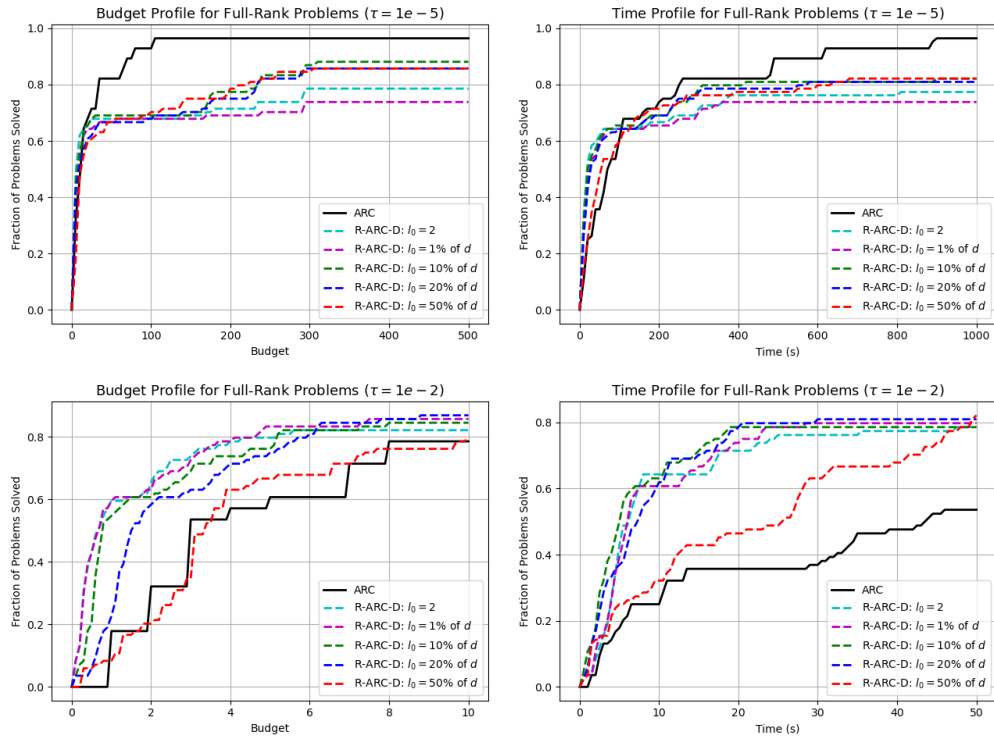 Budget Profile for Full-Rank Problems (τ = 1e − 5)
Fraction of Problems Solved
1.0
0.8
0.6
0.4
0.2
0.0
ARC
R-ARC-D: l₀ = 2
R-ARC-D: l₀ = 1% of d
R-ARC-D: l₀ = 10% of d
R-ARC-D: l₀ = 20% of d
R-ARC-D: l₀ = 50% of d
0 100 200 300 400 500
Budget
Time Profile for Full-Rank Problems (τ = 1e − 5)
Fraction of Problems Solved
1.0
0.8
0.6
0.4
0.2
0.0
ARC
R-ARC-D: l₀ = 2
R-ARC-D: l₀ = 1% of d
R-ARC-D: l₀ = 10% of d
R-ARC-D: l₀ = 20% of d
R-ARC-D: l₀ = 50% of d
0 200 400 600 800 1000
Time (s)
Budget Profile for Full-Rank Problems (τ = 1e − 2)
Fraction of Problems Solved
0.8
0.6
0.4
0.2
0.0
ARC
R-ARC-D: l₀ = 2
R-ARC-D: l₀ = 1% of d
R-ARC-D: l₀ = 10% of d
R-ARC-D: l₀ = 20% of d
R-ARC-D: l₀ = 50% of d
0 2 4 6 8 10
Budget
Time Profile for Full-Rank Problems (τ = 1e − 2)
Fraction of Problems Solved
0.8
0.6
0.4
0.2
0.0
ARC
R-ARC-D: l₀ = 2
R-ARC-D: l₀ = 1% of d
R-ARC-D: l₀ = 10% of d
R-ARC-D: l₀ = 20% of d
R-ARC-D: l₀ = 50% of d
0 10 20 30 40 50
Time (s)